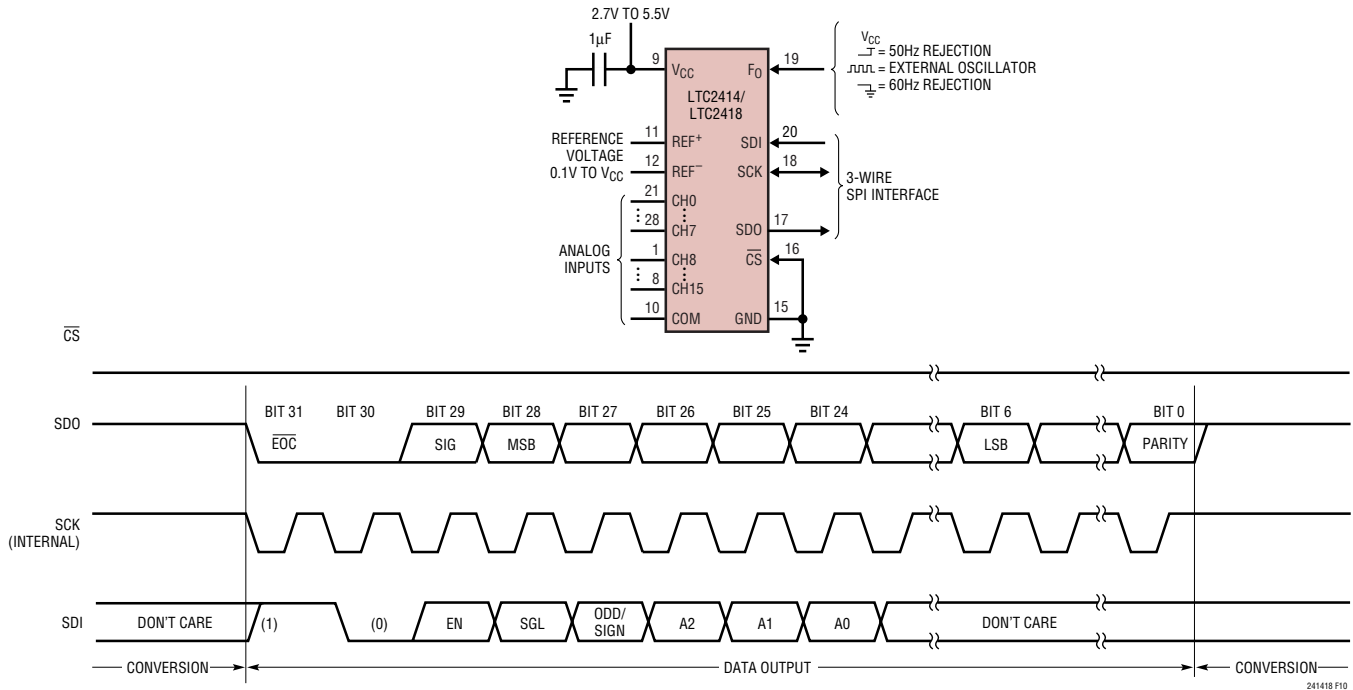 2.7V TO 5.5V
1µF
9 VCC
FO 19
VCC
= 50Hz REJECTION
= EXTERNAL OSCILLATOR
= 60Hz REJECTION
LTC2414/
LTC2418
REFERENCE
VOLTAGE
0.1V TO VCC
11 REF+
12 REF–
SDI 20
SCK 18
3-WIRE
SPI INTERFACE
SDO 17
CS 16
GND 15
ANALOG
INPUTS
21 CH0
28 CH7
1 CH8
8 CH15
10 COM
CS
SDO
BIT 31 BIT 30 BIT 29 BIT 28 BIT 27 BIT 26 BIT 25 BIT 24 BIT 6 BIT 0
EOC SIG MSB LSB PARITY
SCK
(INTERNAL)
SDI
DON'T CARE (1) (0) EN SGL ODD/
SIGN A2 A1 A0 DON'T CARE
CONVERSION DATA OUTPUT CONVERSION
241418 F10